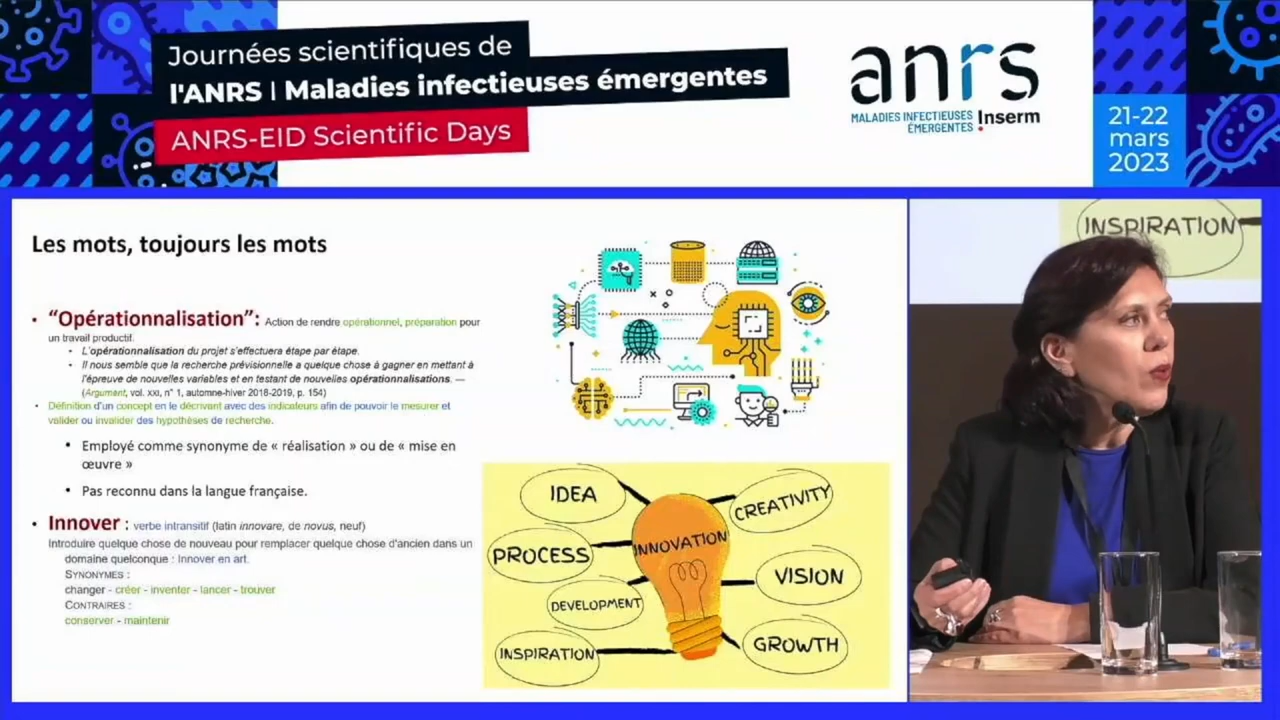 Journées scientifiques de
l'ANRS | Maladies infectieuses émergentes
ANRS-EID Scientific Days
anrs
MALADIES INFECTIEUSES
ÉMERGENTES Inserm
21-22
mars
2023
Les mots, toujours les mots
• “Opérationnalisation”: Action de rendre opérationnel, préparation pour
un travail productif.
• L'opérationnalisation du projet s'effectuera étape par étape.
• Il nous semble que la recherche prévisionnelle a quelque chose à gagner en mettant à
l'épreuve de nouvelles variables et en testant de nouvelles opérationnalisations. —
(Argument, vol. XXI, n° 1, automne-hiver 2018-2019, p. 154)
• Définition d'un concept en le décrivant avec des indicateurs afin de pouvoir le mesurer et
valider ou invalider des hypothèses de recherche.
• Employé comme synonyme de « réalisation » ou de « mise en
œuvre »
• Pas reconnu dans la langue française.
• Innover : verbe intransitif (latin innovare, de novus, neuf)
Introduire quelque chose de nouveau pour remplacer quelque chose d'ancien dans un
domaine quelconque : Innover en art.
SYNONYMES :
changer - créer - inventer - lancer - trouver
CONTRAIRES :
conserver - maintenir
IDEA
CREATIVITY
INNOVATION
PROCESS
VISION
DEVELOPMENT
GROWTH
INSPIRATION
INSPIRATION